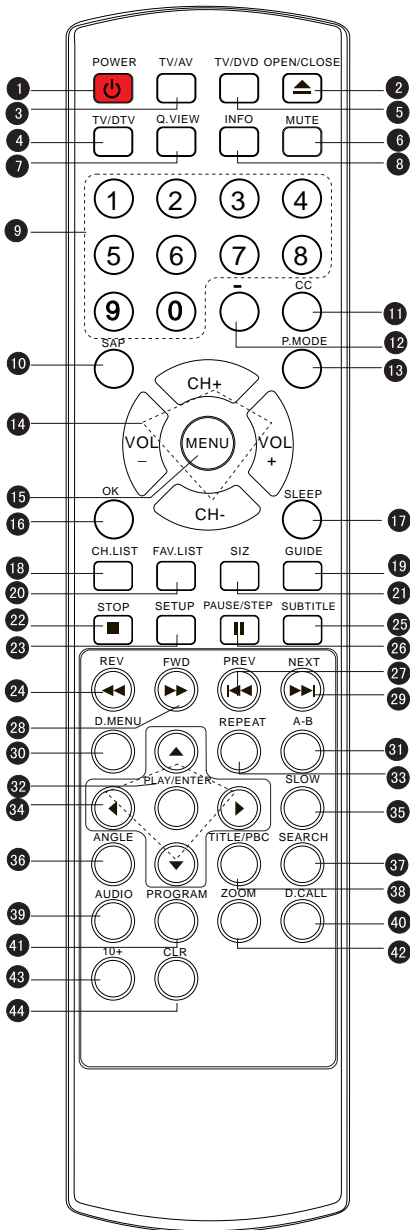 POWER TV/AV TV/DVD OPEN/CLOSE
1 2
3 5
TV/DTV Q.VIEW INFO MUTE
4 6
7 8
1 2 3 4
9
5 6 7 8
9 0 - CC
11
12
SAP P.MODE
10 13
CH+
14
VOL - MENU VOL +
15
OK CH- SLEEP
16 17
CH.LIST FAV.LIST SIZ GUIDE
18 19
20 21
STOP SETUP PAUSE/STEP SUBTITLE
22 25
23 26
REV FWD PREV NEXT
27
24
28 29
D.MENU REPEAT A-B
30 31
32 33
PLAY/ENTER SLOW
34 35
ANGLE TITLE/PBC SEARCH
36 37
38
AUDIO PROGRAM ZOOM D.CALL
39 40
41 42
10+ CLR
43
44